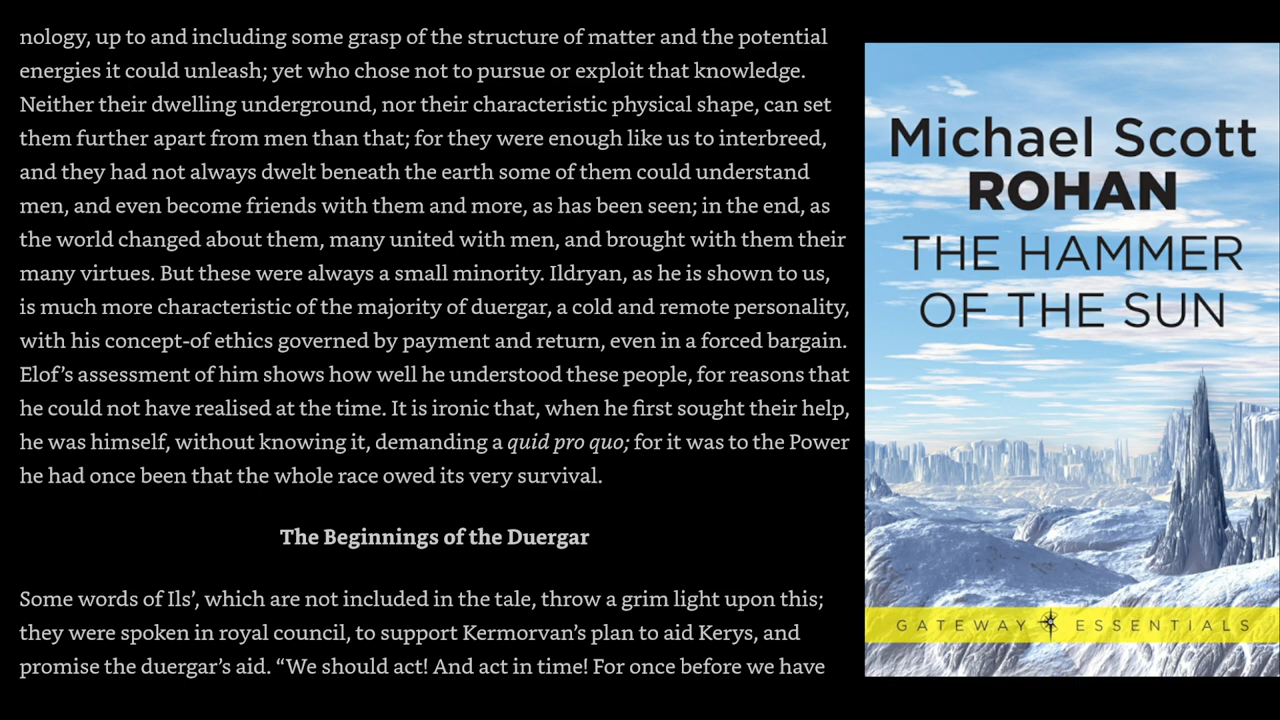 nology, up to and including some grasp of the structure of matter and the potential
energies it could unleash; yet who chose not to pursue or exploit that knowledge.
Neither their dwelling underground, nor their characteristic physical shape, can set
them further apart from men than that; for they were enough like us to interbreed,
and they had not always dwelt beneath the earth some of them could understand
men, and even become friends with them and more, as has been seen; in the end, as
the world changed about them, many united with men, and brought with them their
many virtues. But these were always a small minority. Ildryan, as he is shown to us,
is much more characteristic of the majority of duergar, a cold and remote personality,
with his concept-of ethics governed by payment and return, even in a forced bargain.
Elof’s assessment of him shows how well he understood these people, for reasons that
he could not have realised at the time. It is ironic that, when he first sought their help,
he was himself, without knowing it, demanding a quid pro quo; for it was to the Power
he had once been that the whole race owed its very survival.
The Beginnings of the Duergar
Some words of Ils’, which are not included in the tale, throw a grim light upon this;
they were spoken in royal council, to support Kermorvan’s plan to aid Kerys, and
promise the duergar’s aid. “We should act! And act in time! For once before we have
Michael Scott
ROHAN
THE HAMMER
OF THE SUN
GATEWAY ESSENTIALS